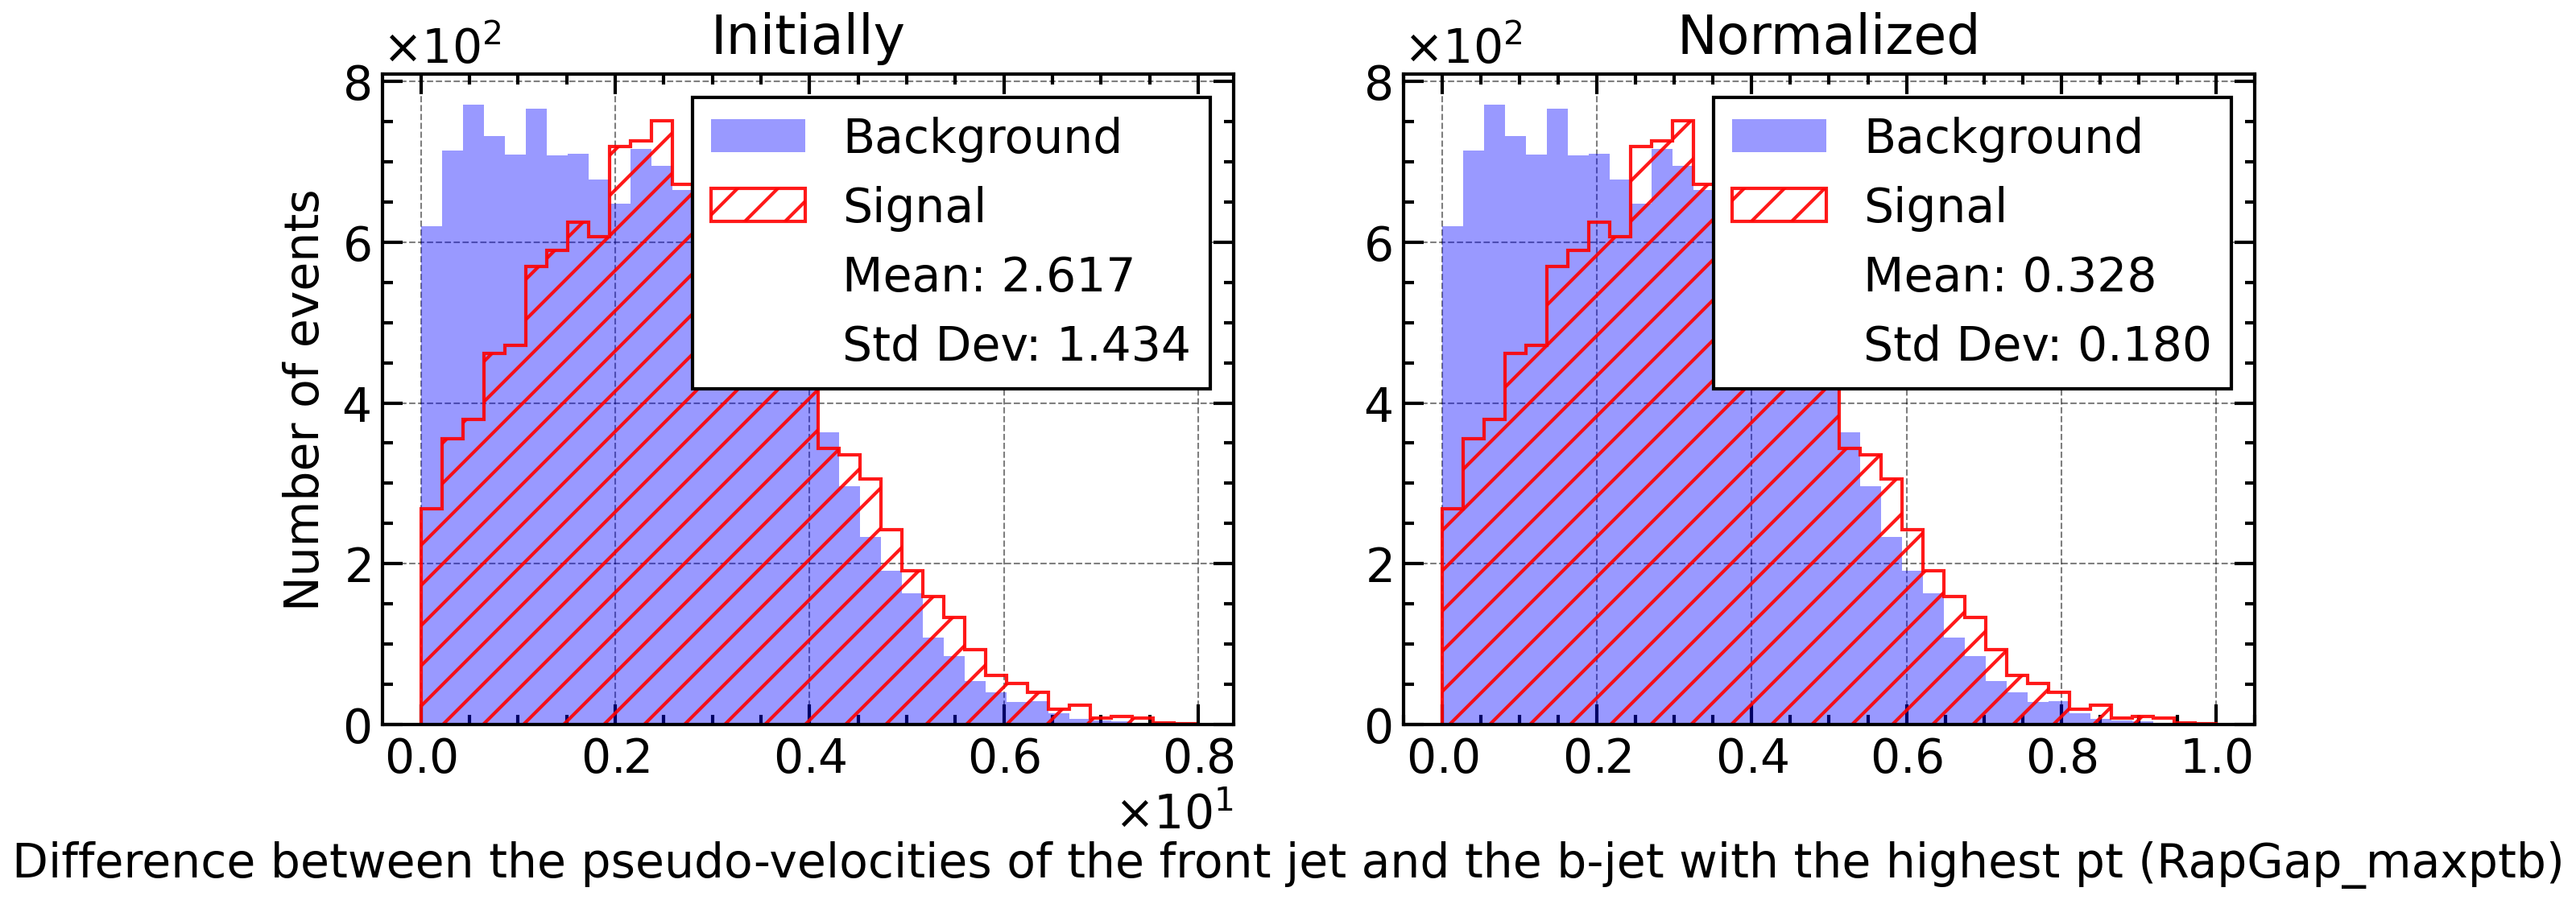 Initially
×10²
8
6
4
2
0
Number of events
Background
Signal
Mean: 2.617
Std Dev: 1.434
0.0 0.2 0.4 0.6 0.8
×10¹
Normalized
×10²
8
6
4
2
0
Background
Signal
Mean: 0.328
Std Dev: 0.180
0.0 0.2 0.4 0.6 0.8 1.0
Difference between the pseudo-velocities of the front jet and the b-jet with the highest pt (RapGap_maxptb)